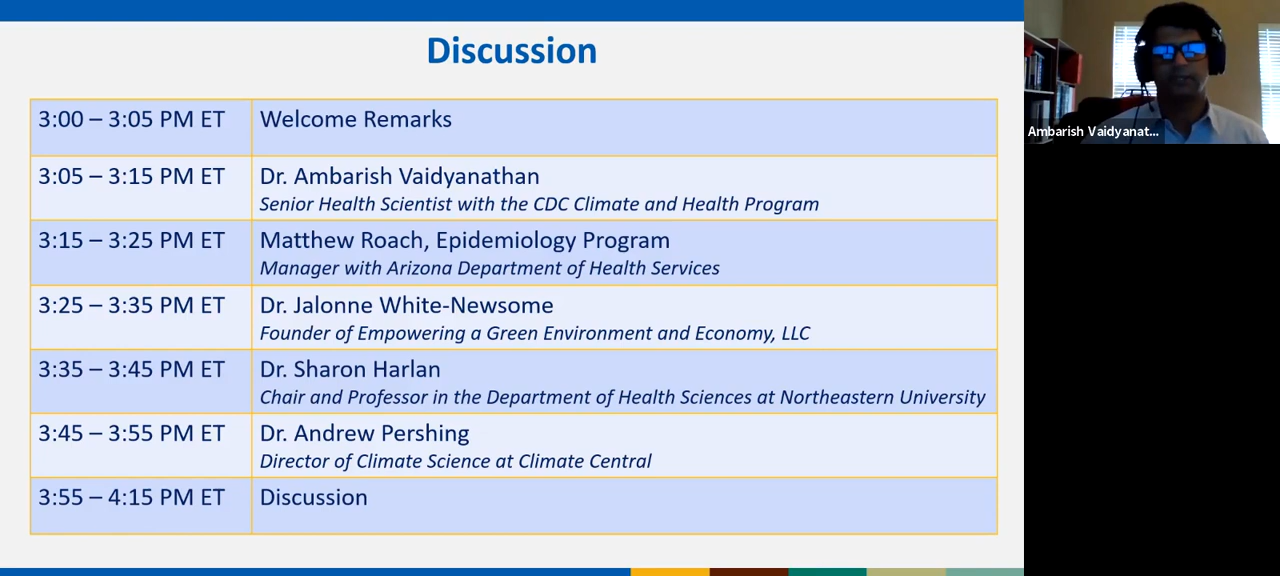 Discussion
3:00 – 3:05 PM ET
Welcome Remarks
3:05 – 3:15 PM ET
Dr. Ambarish Vaidyanathan
Senior Health Scientist with the CDC Climate and Health Program
3:15 – 3:25 PM ET
Matthew Roach, Epidemiology Program
Manager with Arizona Department of Health Services
3:25 – 3:35 PM ET
Dr. Jalonne White-Newsome
Founder of Empowering a Green Environment and Economy, LLC
3:35 – 3:45 PM ET
Dr. Sharon Harlan
Chair and Professor in the Department of Health Sciences at Northeastern University
3:45 – 3:55 PM ET
Dr. Andrew Pershing
Director of Climate Science at Climate Central
3:55 – 4:15 PM ET
Discussion
Ambarish Vaidyanat...